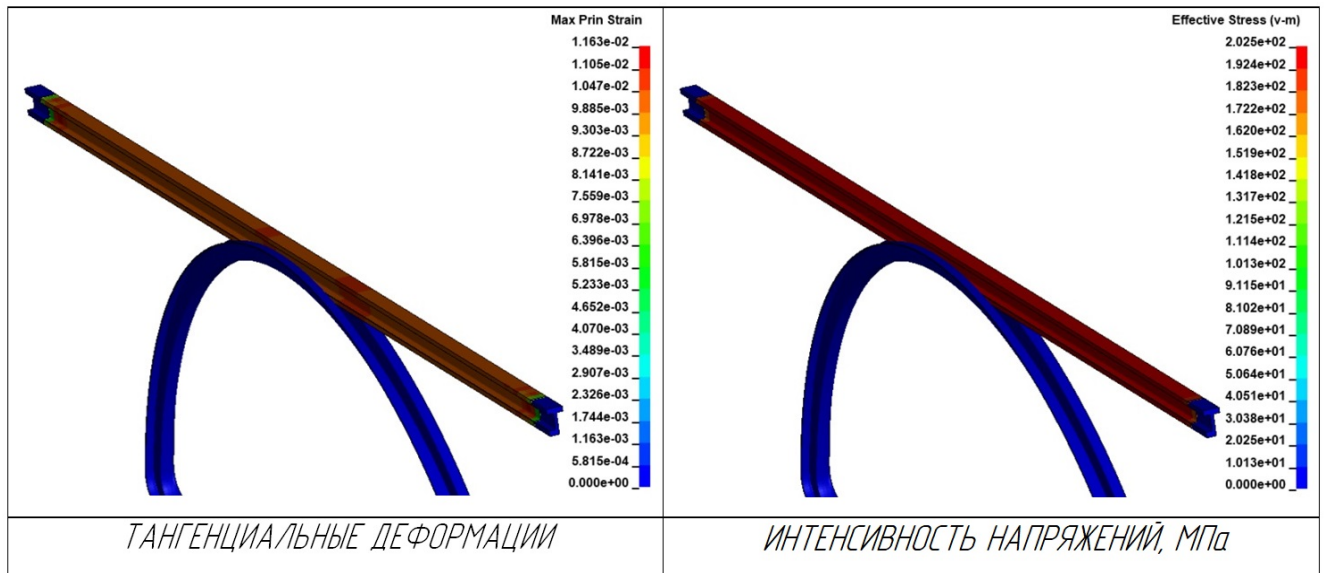 Max Prin Strain
1.163e-02
1.105e-02
1.047e-02
9.885e-03
9.303e-03
8.722e-03
8.141e-03
7.559e-03
6.978e-03
6.396e-03
5.815e-03
5.233e-03
4.652e-03
4.070e-03
3.489e-03
2.907e-03
2.326e-03
1.744e-03
1.163e-03
5.815e-04
0.000e+00
ТАНГЕНЦИАЛЬНЫЕ ДЕФОРМАЦИИ
Effective Stress (v-m)
2.025e+02
1.924e+02
1.823e+02
1.722e+02
1.620e+02
1.519e+02
1.418e+02
1.317e+02
1.215e+02
1.114e+02
1.013e+02
9.115e+01
8.102e+01
7.089e+01
6.076e+01
5.064e+01
4.051e+01
3.038e+01
2.025e+01
1.013e+01
0.000e+00
ИНТЕНСИВНОСТЬ НАПРЯЖЕНИЙ, МПа